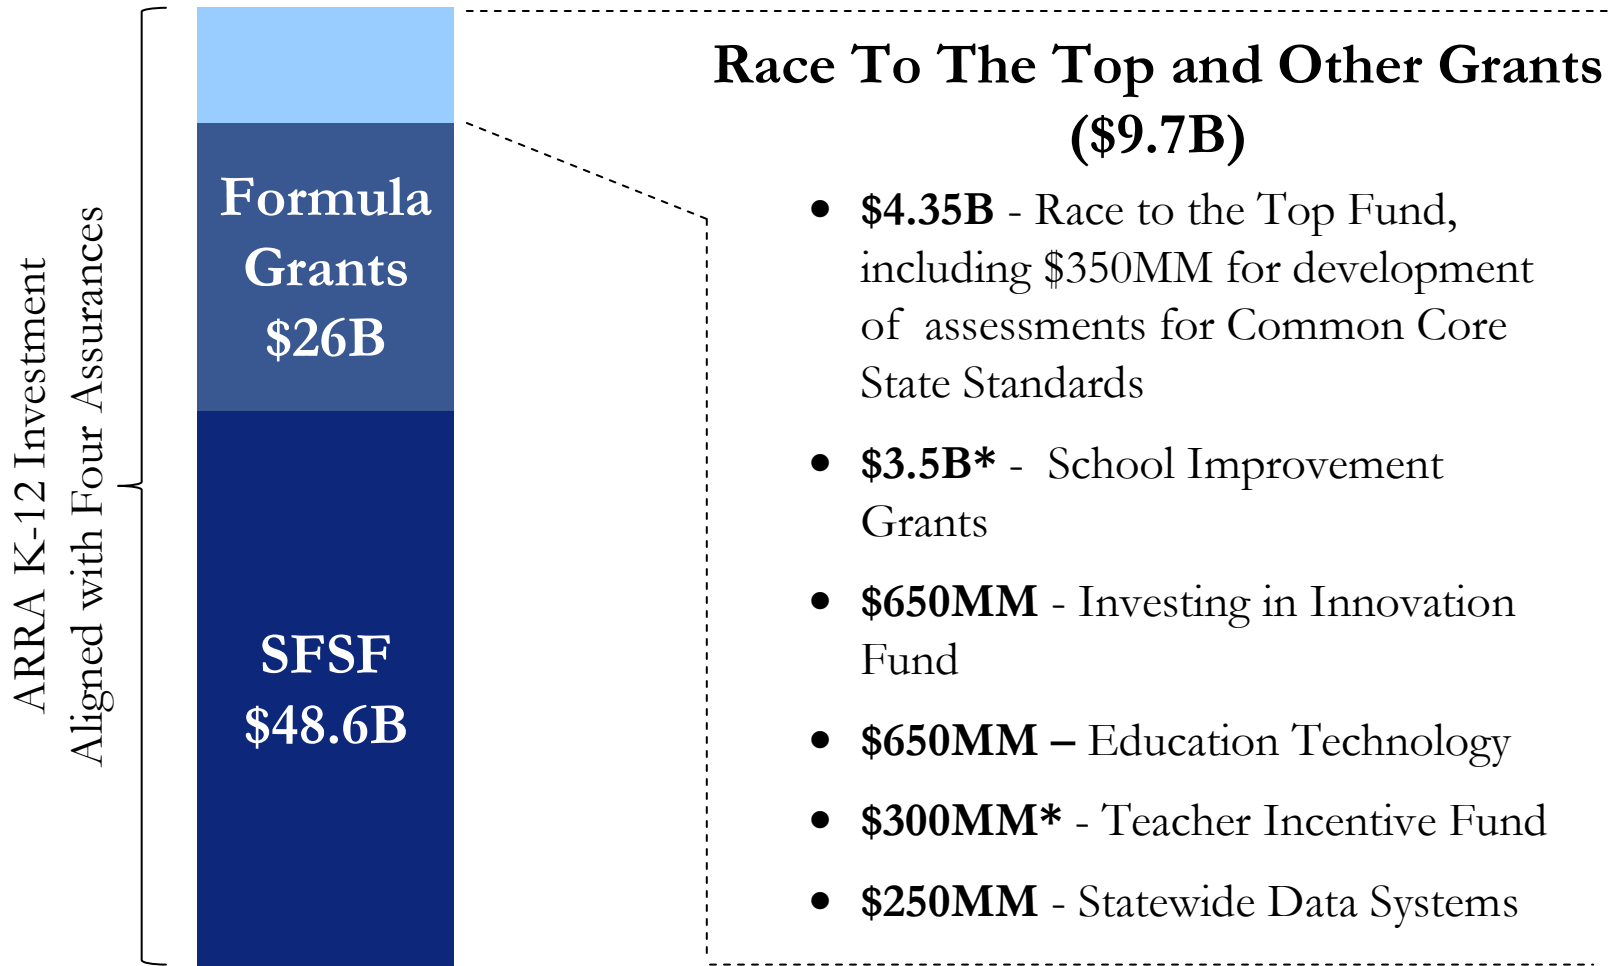 ARRA K-12 Investment
Aligned with Four Assurances
Formula
Grants
$26B
SFSF
$48.6B
Race To The Top and Other Grants
($9.7B)
• $4.35B - Race to the Top Fund,
including $350MM for development
of  assessments for Common Core
State Standards
• $3.5B* -  School Improvement
Grants
• $650MM - Investing in Innovation
Fund
• $650MM – Education Technology
• $300MM* - Teacher Incentive Fund
• $250MM - Statewide Data Systems